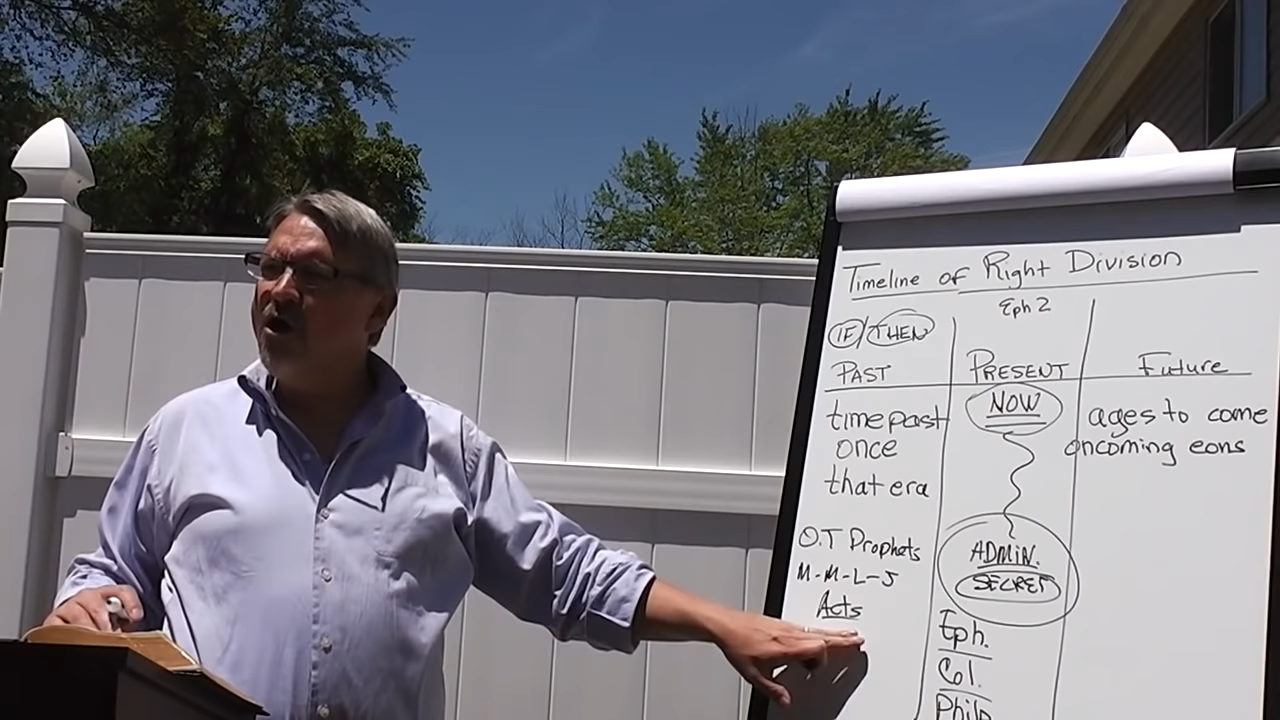 Timeline of Right Division
Eph 2
IF/THEN
PAST
PRESENT
Future
time past
once
that era
O.T Prophets
M-M-L-J
Acts
NOW
ADMIN.
SECRET
Eph.
Col.
Philp
ages to come
oncoming eons